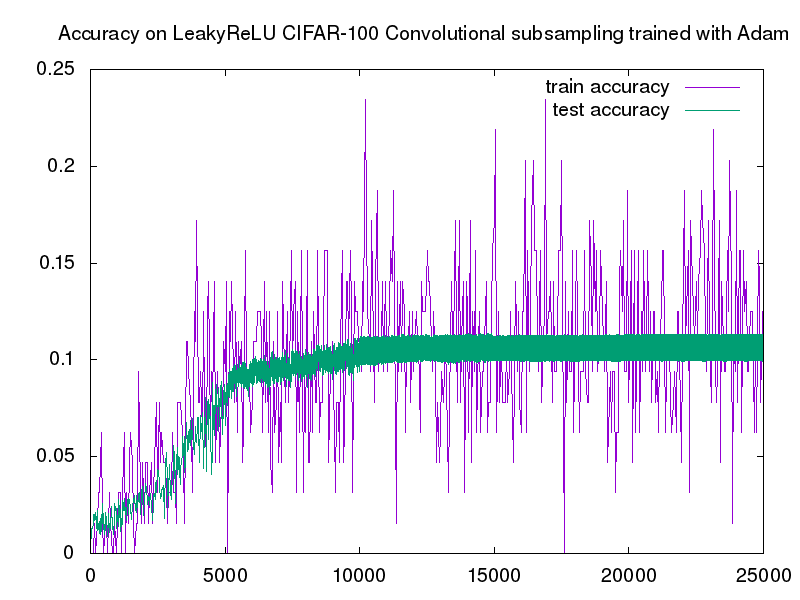 Accuracy on LeakyReLU CIFAR-100 Convolutional subsampling trained with Adam
0.25
train accuracy
test accuracy
0.2
0.15
0.1
0.05
0
0 5000 10000 15000 20000 25000